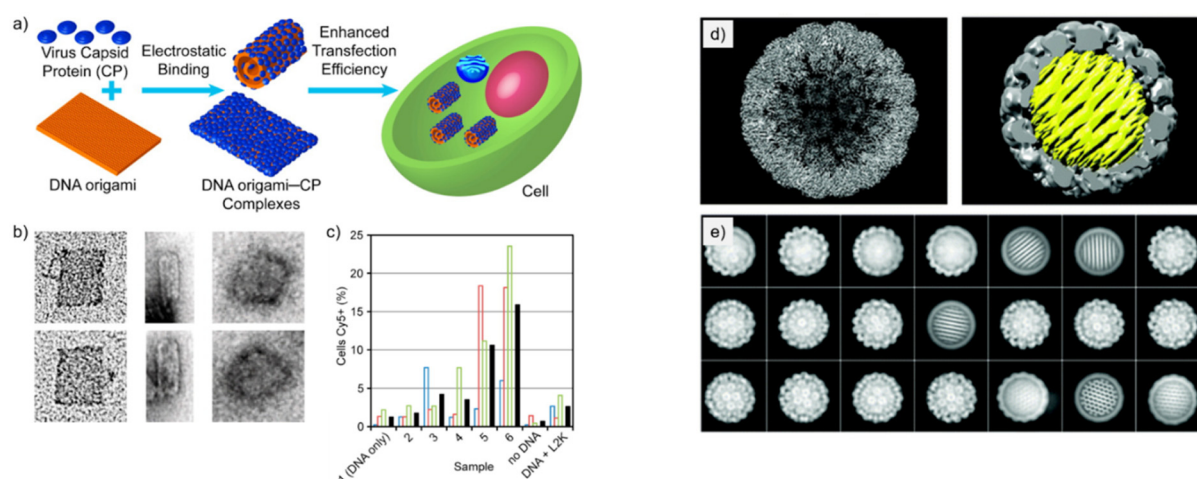 a)
Virus Capsid
Protein (CP)
Electrostatic
Binding
Enhanced
Transfection
Efficiency
DNA origami
DNA origami–CP
Complexes
Cell
b)
c)
Cells Cy5+ (%)
25
20
15
10
5
0
1 (DNA only)
2
3
4
5
6
no DNA
DNA + L2K
Sample
d)
e)